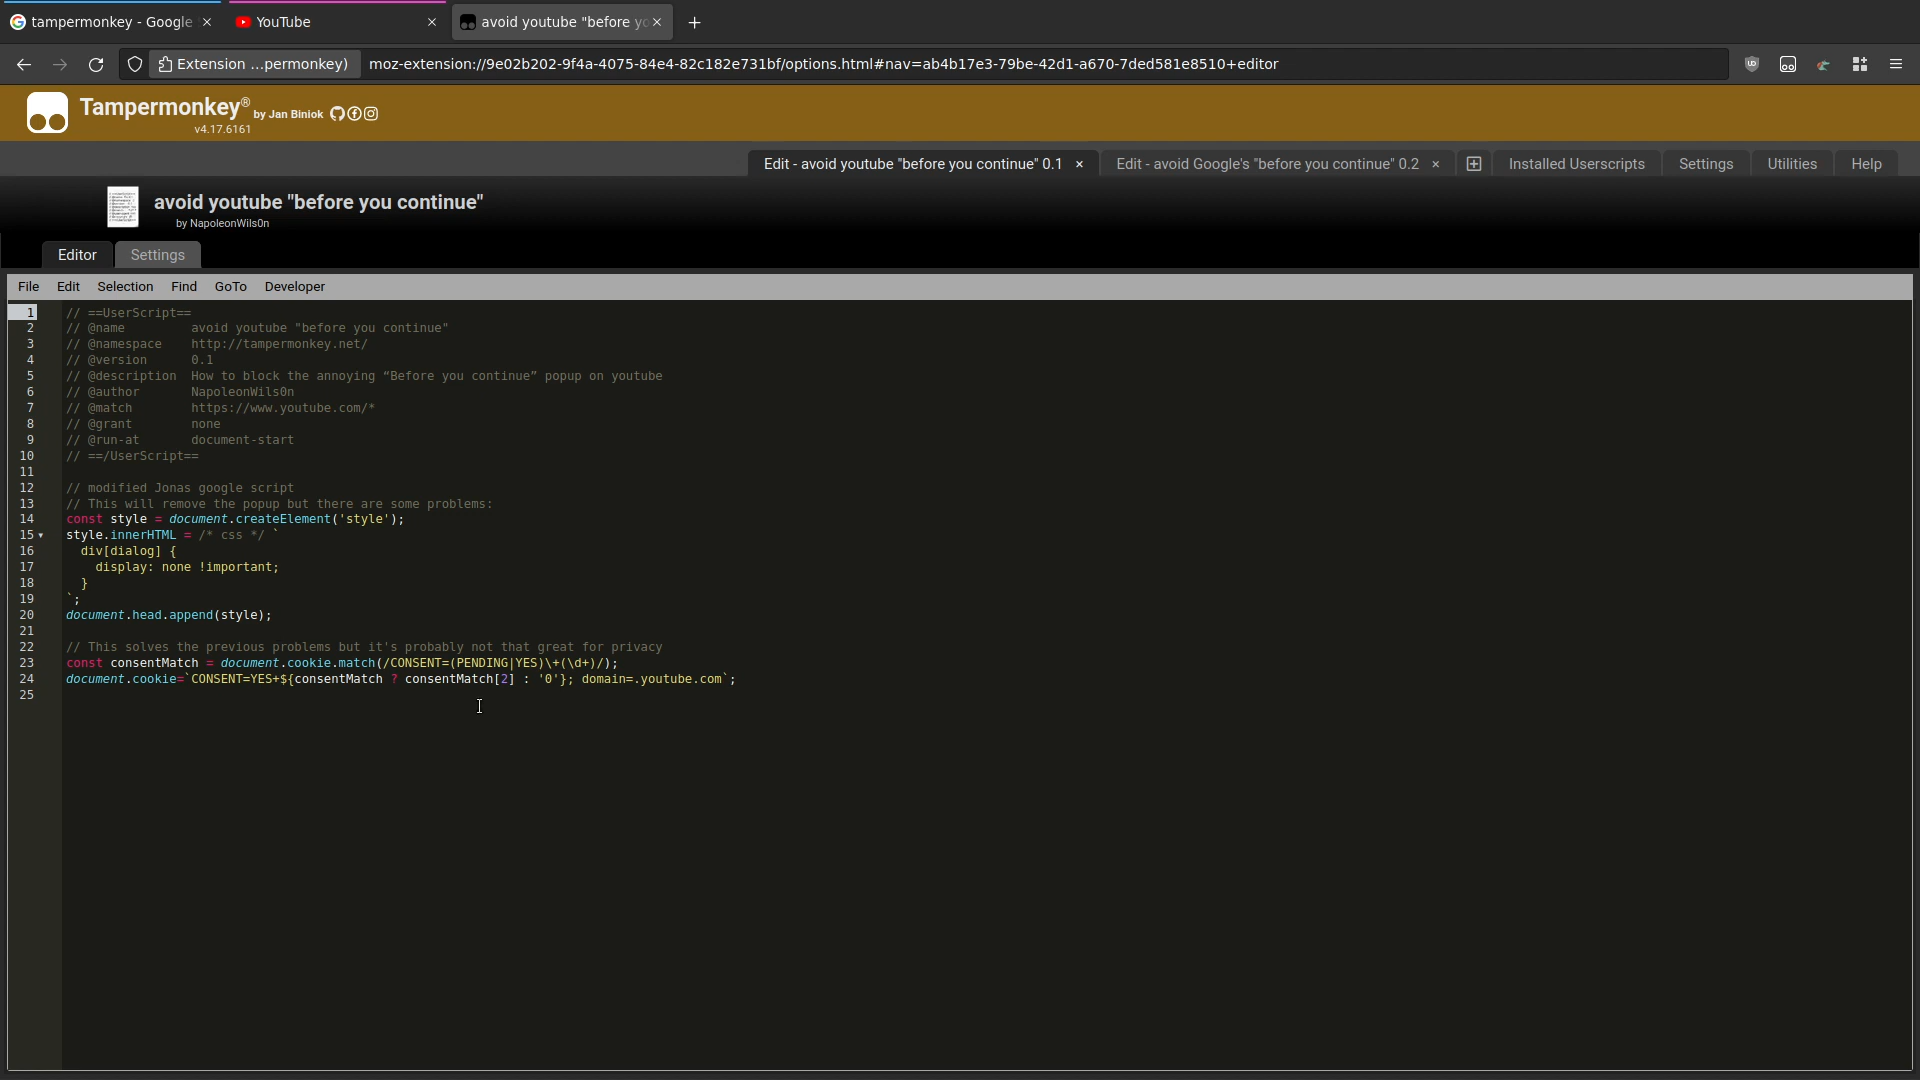 tampermonkey - Google
YouTube
avoid youtube "before yo
Extension ...permonkey)
moz-extension://9e02b202-9f4a-4075-84e4-82c182e731bf/options.html#nav=ab4b17e3-79be-42d1-a670-7ded581e8510+editor
Tampermonkey® by Jan Biniok
v4.17.6161
Edit - avoid youtube "before you continue" 0.1 ×
Edit - avoid Google's "before you continue" 0.2 ×
Installed Userscripts
Settings
Utilities
Help
avoid youtube "before you continue"
by NapoleonWils0n
Editor
Settings
File Edit Selection Find GoTo Developer
1 // ==UserScript==
2 // @name         avoid youtube "before you continue"
3 // @namespace    http://tampermonkey.net/
4 // @version      0.1
5 // @description  How to block the annoying “Before you continue” popup on youtube
6 // @author       NapoleonWils0n
7 // @match        https://www.youtube.com/*
8 // @grant        none
9 // @run-at       document-start
10 // ==/UserScript==
11
12 // modified Jonas google script
13 // This will remove the popup but there are some problems:
14 const style = document.createElement('style');
15 style.innerHTML = /* css */ `
16   div[dialog] {
17     display: none !important;
18   }
19 `;
20 document.head.append(style);
21
22 // This solves the previous problems but it's probably not that great for privacy
23 const consentMatch = document.cookie.match(/CONSENT=(PENDING|YES)\+(\d+)/);
24 document.cookie=`CONSENT=YES+${consentMatch ? consentMatch[2] : '0'}; domain=.youtube.com`;
25